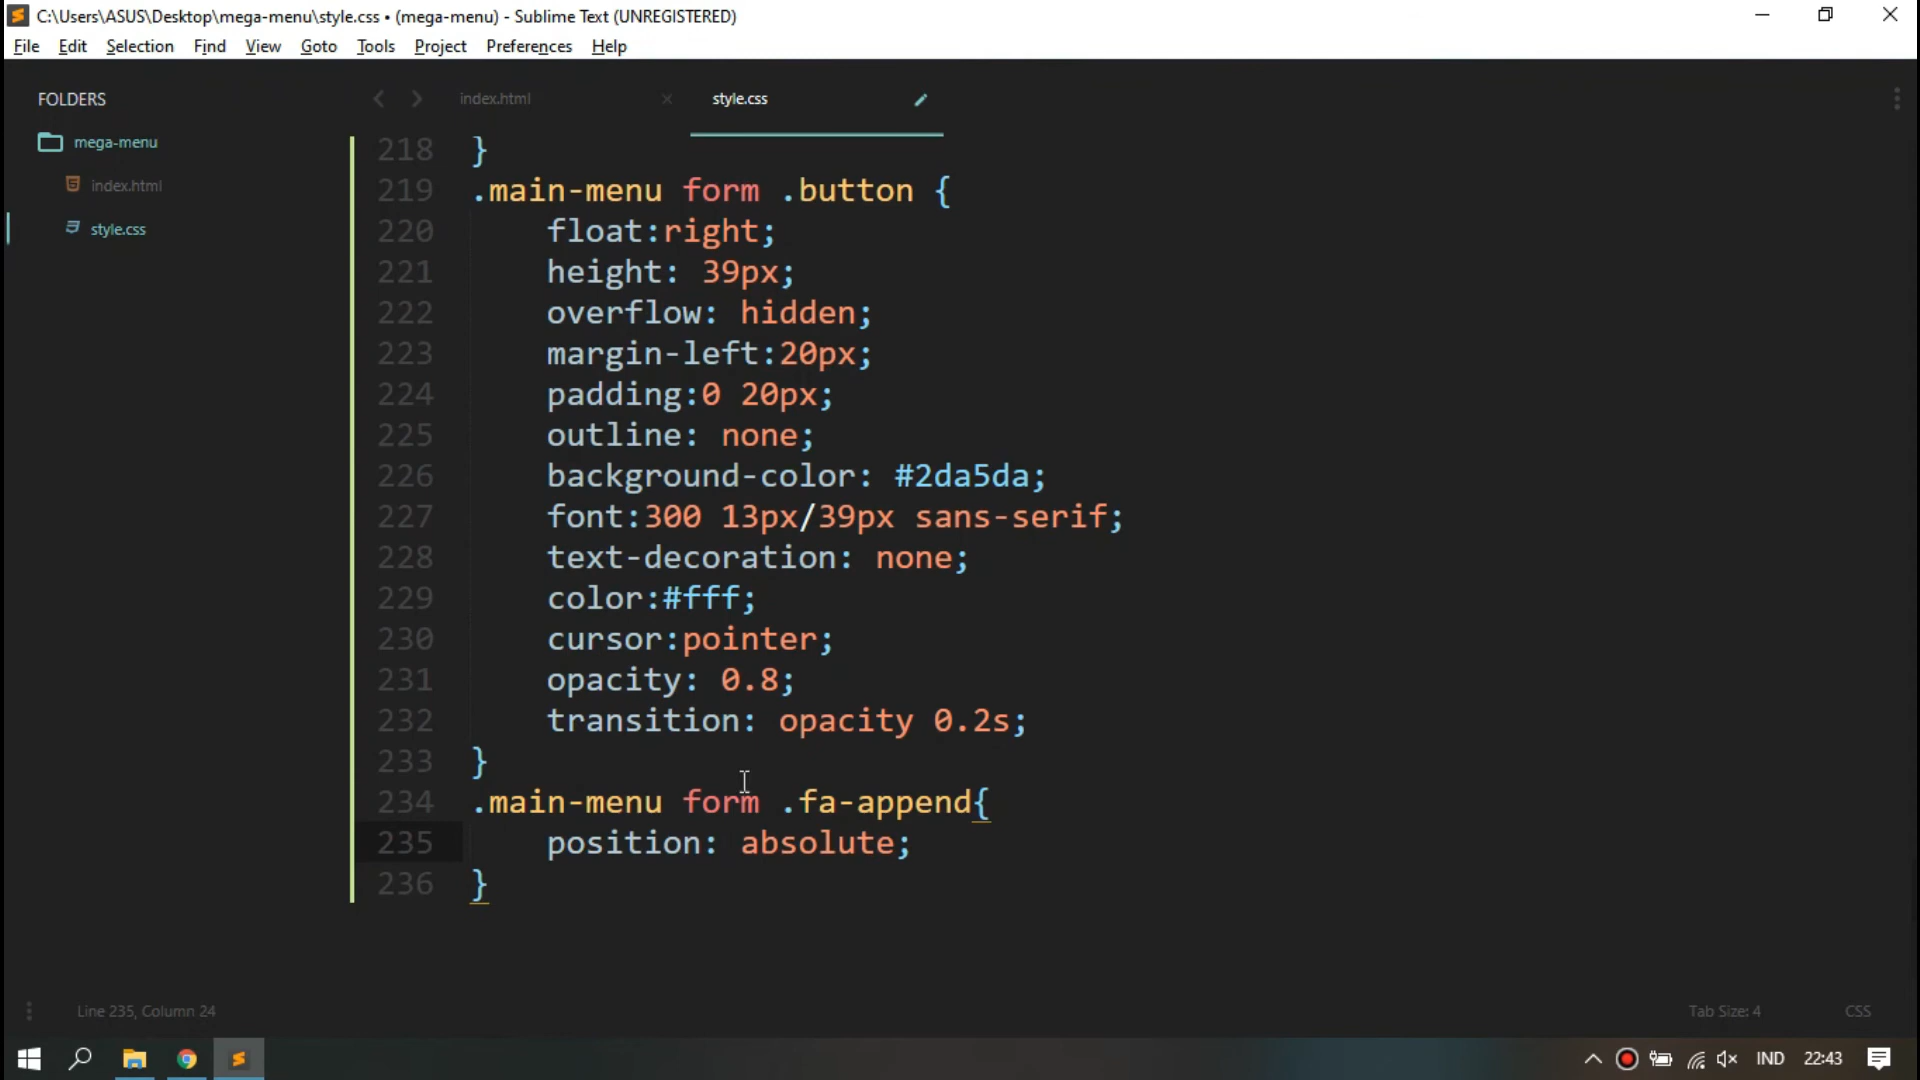 C:\Users\ASUS\Desktop\mega-menu\style.css • (mega-menu) - Sublime Text (UNREGISTERED)
File Edit Selection Find View Goto Tools Project Preferences Help
FOLDERS
mega-menu
index.html
style.css
index.html
style.css
218 }
219 .main-menu form .button {
220 float:right;
221 height: 39px;
222 overflow: hidden;
223 margin-left:20px;
224 padding:0 20px;
225 outline: none;
226 background-color: #2da5da;
227 font:300 13px/39px sans-serif;
228 text-decoration: none;
229 color:#fff;
230 cursor:pointer;
231 opacity: 0.8;
232 transition: opacity 0.2s;
233 }
234 .main-menu form .fa-append{
235 position: absolute;
236 }
Line 235, Column 24
Tab Size: 4
CSS
IND
22:43